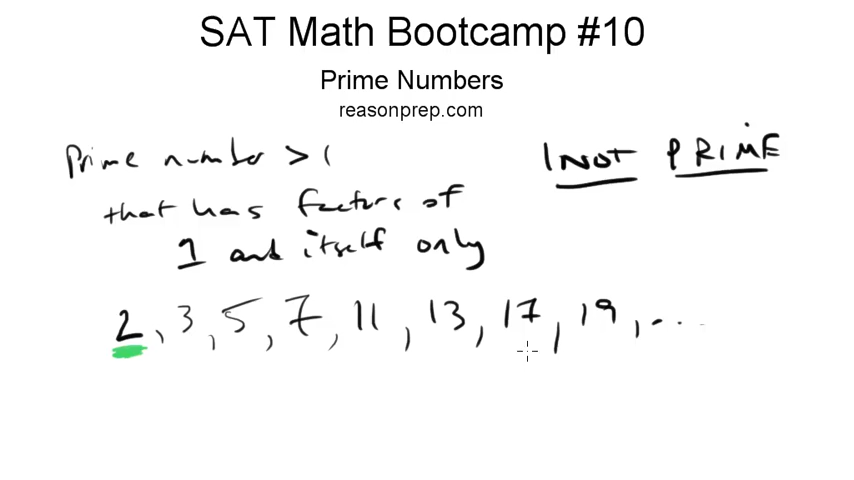 SAT Math Bootcamp #10
Prime Numbers
reasonprep.com
Prime number > 1
1 NOT PRIME
that has factors of
1 and itself only
2, 3, 5, 7, 11, 13, 17, 19, ...